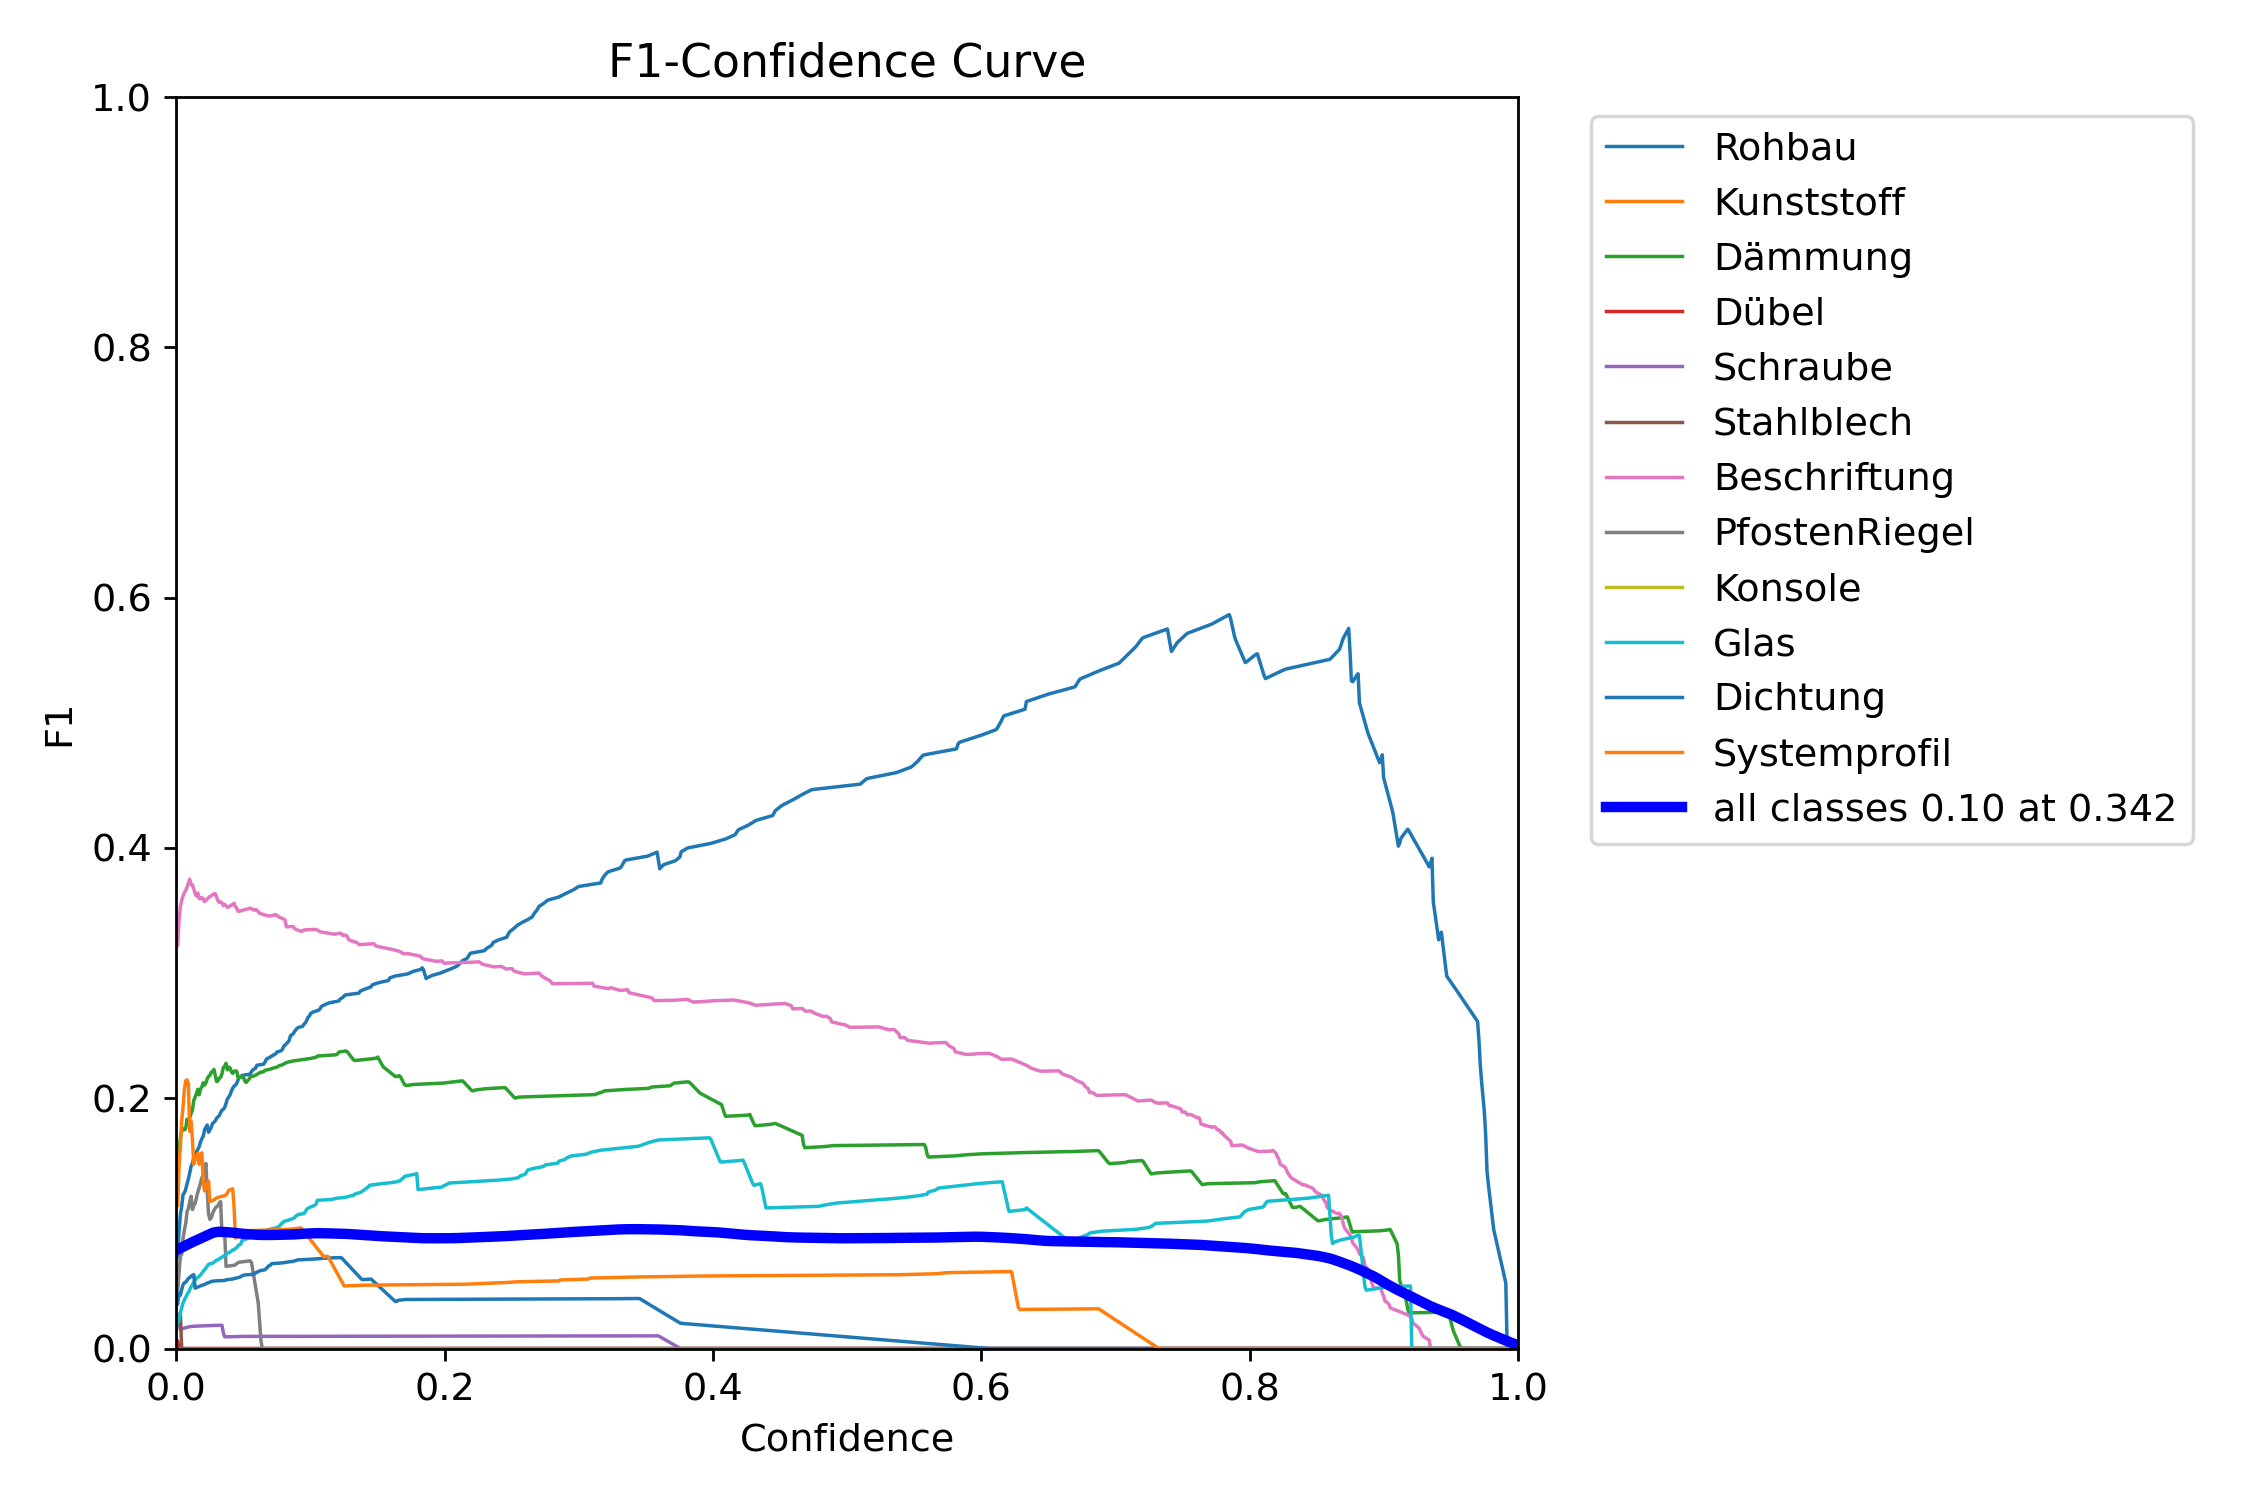 F1-Confidence Curve
1.0
0.8
0.6
0.4
0.2
0.0
F1
0.0 0.2 0.4 0.6 0.8 1.0
Confidence
Rohbau
Kunststoff
Dämmung
Dübel
Schraube
Stahlblech
Beschriftung
PfostenRiegel
Konsole
Glas
Dichtung
Systemprofil
all classes 0.10 at 0.342